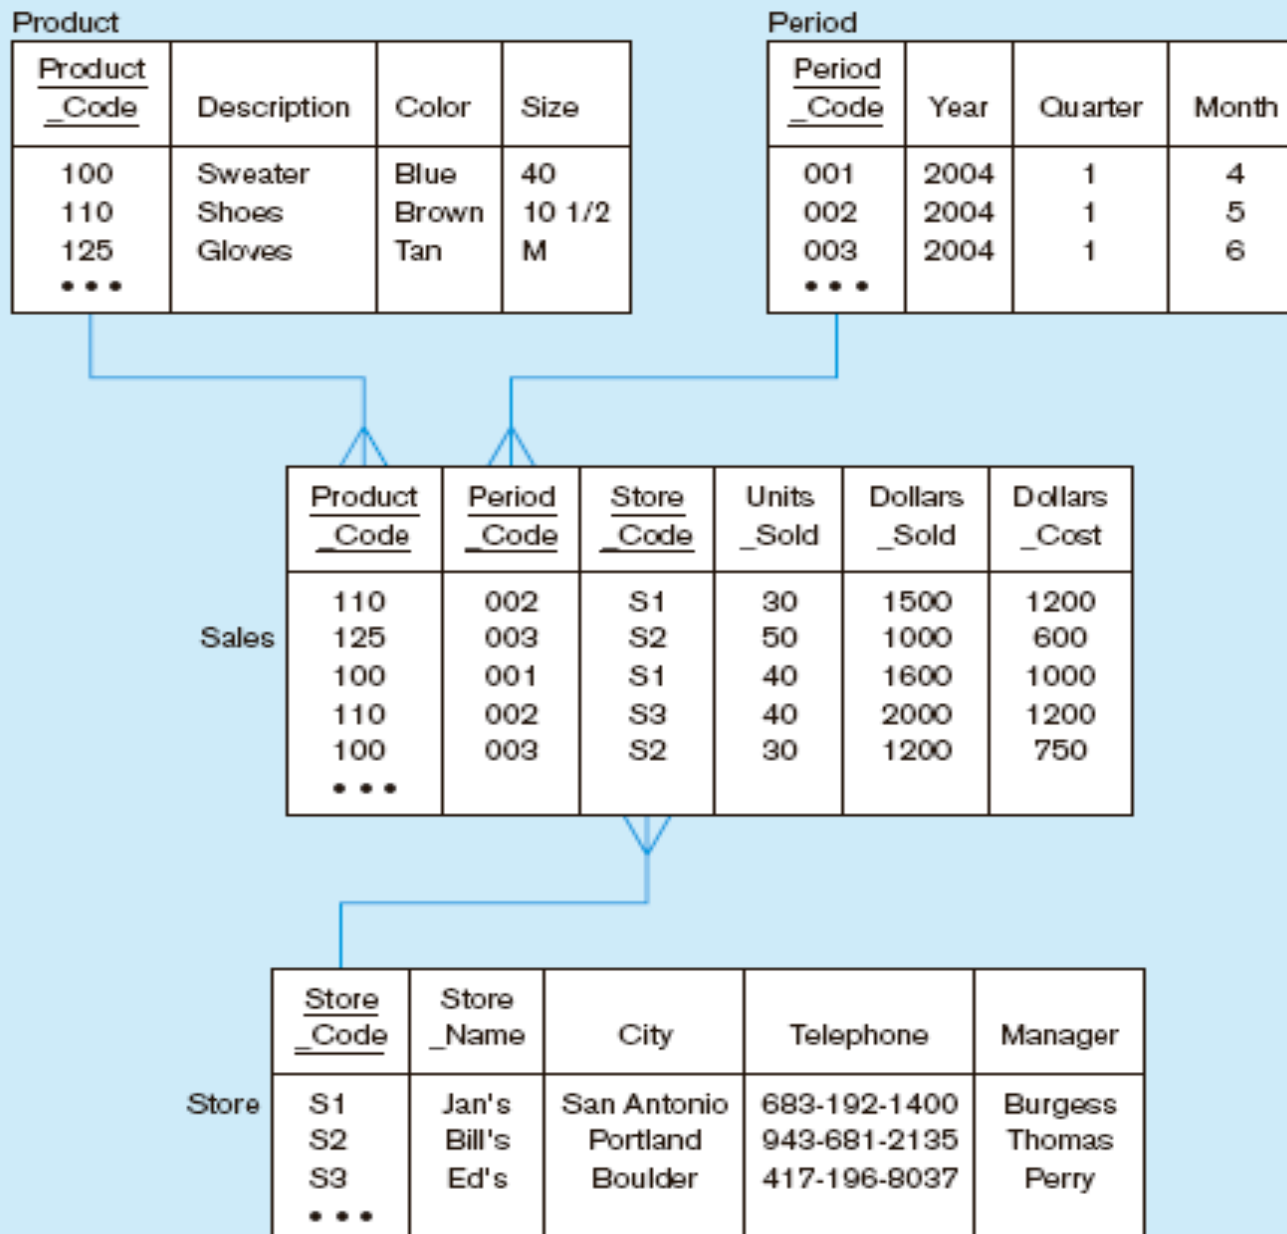 Product
Product
_Code Description Color Size
100 Sweater Blue 40
110 Shoes Brown 10 1/2
125 Gloves Tan M
• • •
Period
Period
_Code Year Quarter Month
001 2004 1 4
002 2004 1 5
003 2004 1 6
• • •
Sales
Product Period Store Units Dollars Dollars
_Code _Code _Code _Sold _Sold _Cost
110 002 S1 30 1500 1200
125 003 S2 50 1000 600
100 001 S1 40 1600 1000
110 002 S3 40 2000 1200
100 003 S2 30 1200 750
• • •
Store
Store Store
_Code _Name City Telephone Manager
S1 Jan's San Antonio 683-192-1400 Burgess
S2 Bill's Portland 943-681-2135 Thomas
S3 Ed's Boulder 417-196-8037 Perry
• • •